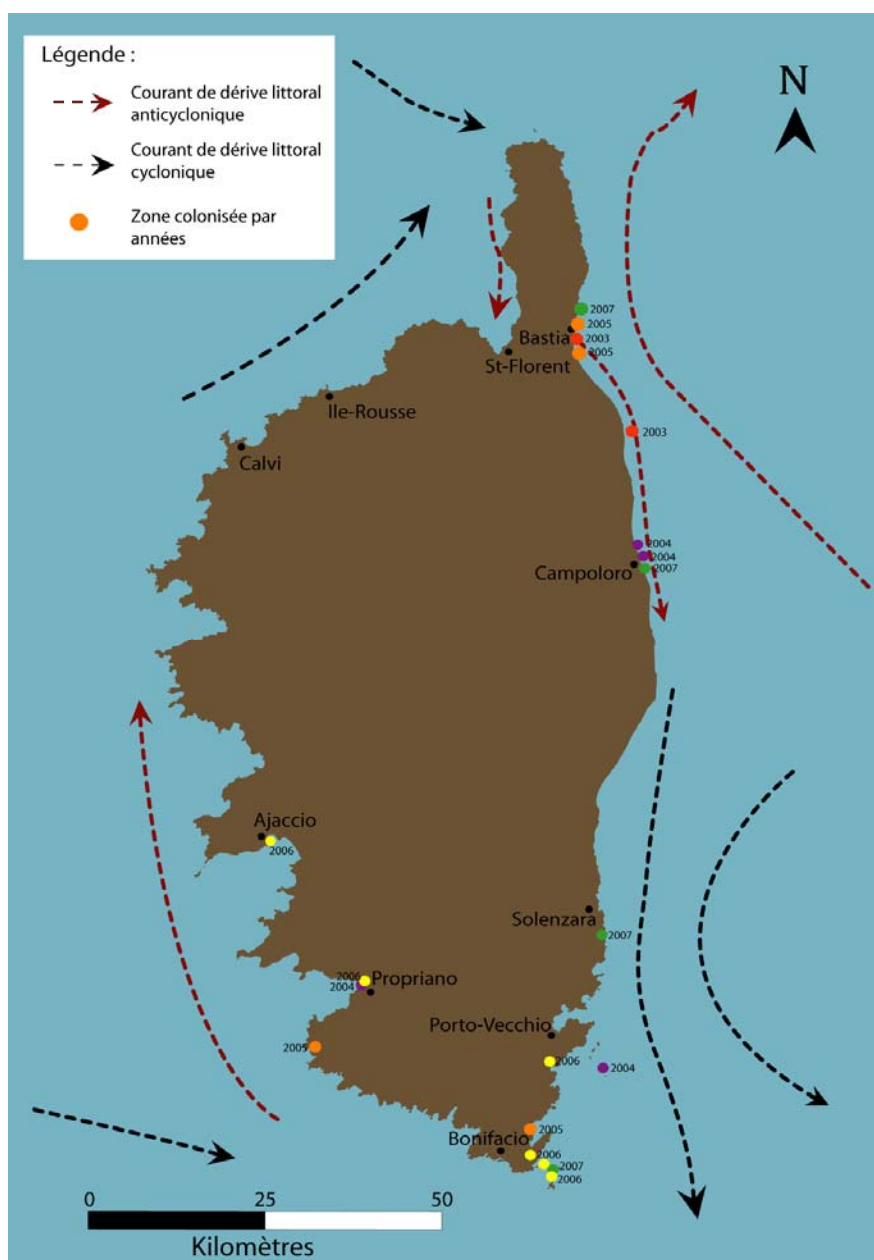 Légende :
Courant de dérive littoral
anticyclonique
Courant de dérive littoral
cyclonique
Zone colonisée par
années
N
2007
2005
Bastia
2003
2005
St-Florent
Ile-Rousse
2003
Calvi
2004
2004
Campoloro
2007
Ajaccio
2006
Solenzara
2007
2006
Propriano
2004
Porto-Vecchio
2005
2006
2004
2005
Bonifacio
2006
2007
2006
0
25
50
Kilomètres